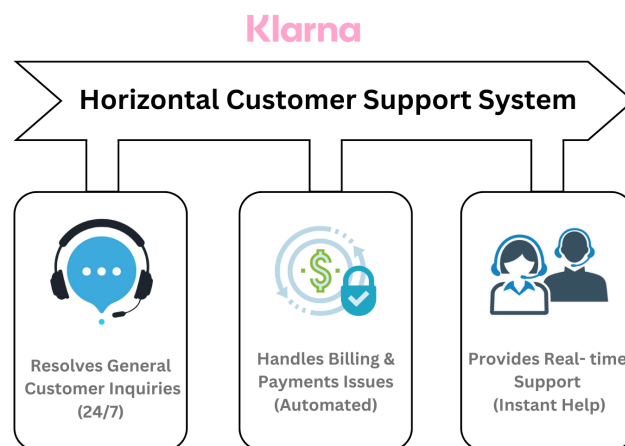 Klarna
Horizontal Customer Support System
Resolves General
Customer Inquiries
(24/7)
Handles Billing &
Payments Issues
(Automated)
Provides Real- time
Support
(Instant Help)